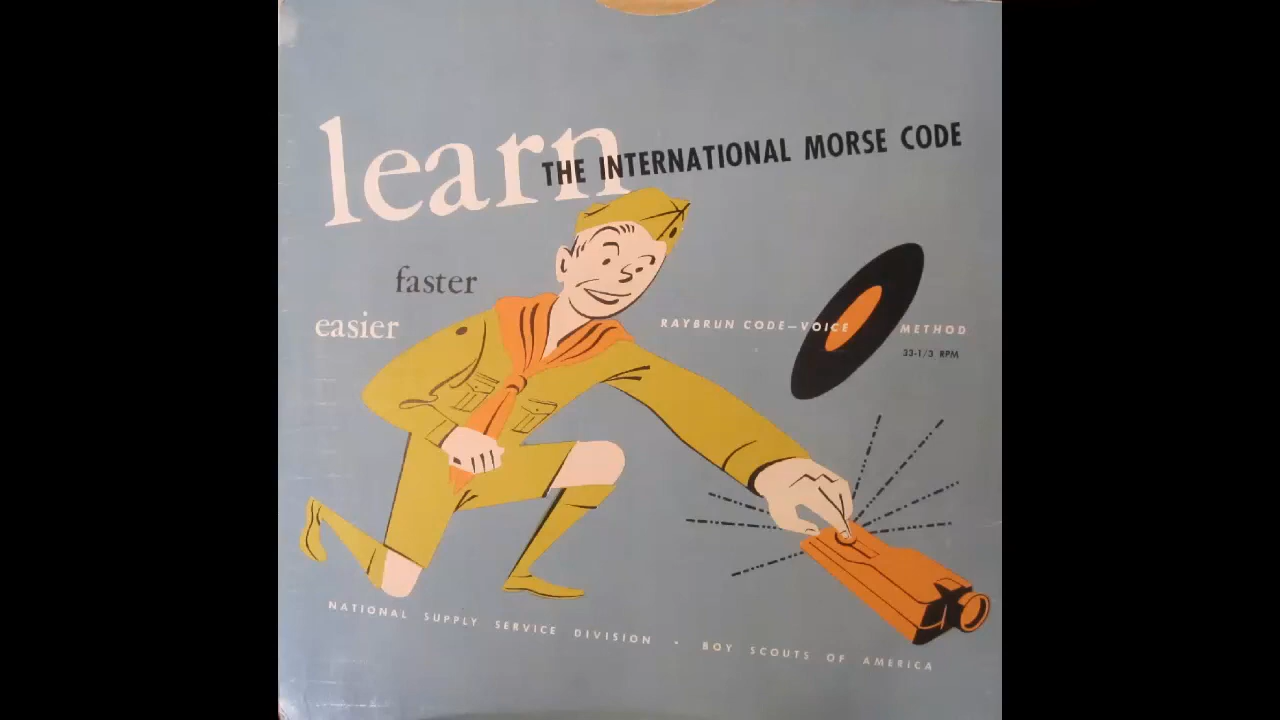 learn THE INTERNATIONAL MORSE CODE
faster
easier
RAYBRUN CODE—VOICE METHOD
33-1/3 RPM
NATIONAL SUPPLY SERVICE DIVISION • BOY SCOUTS OF AMERICA